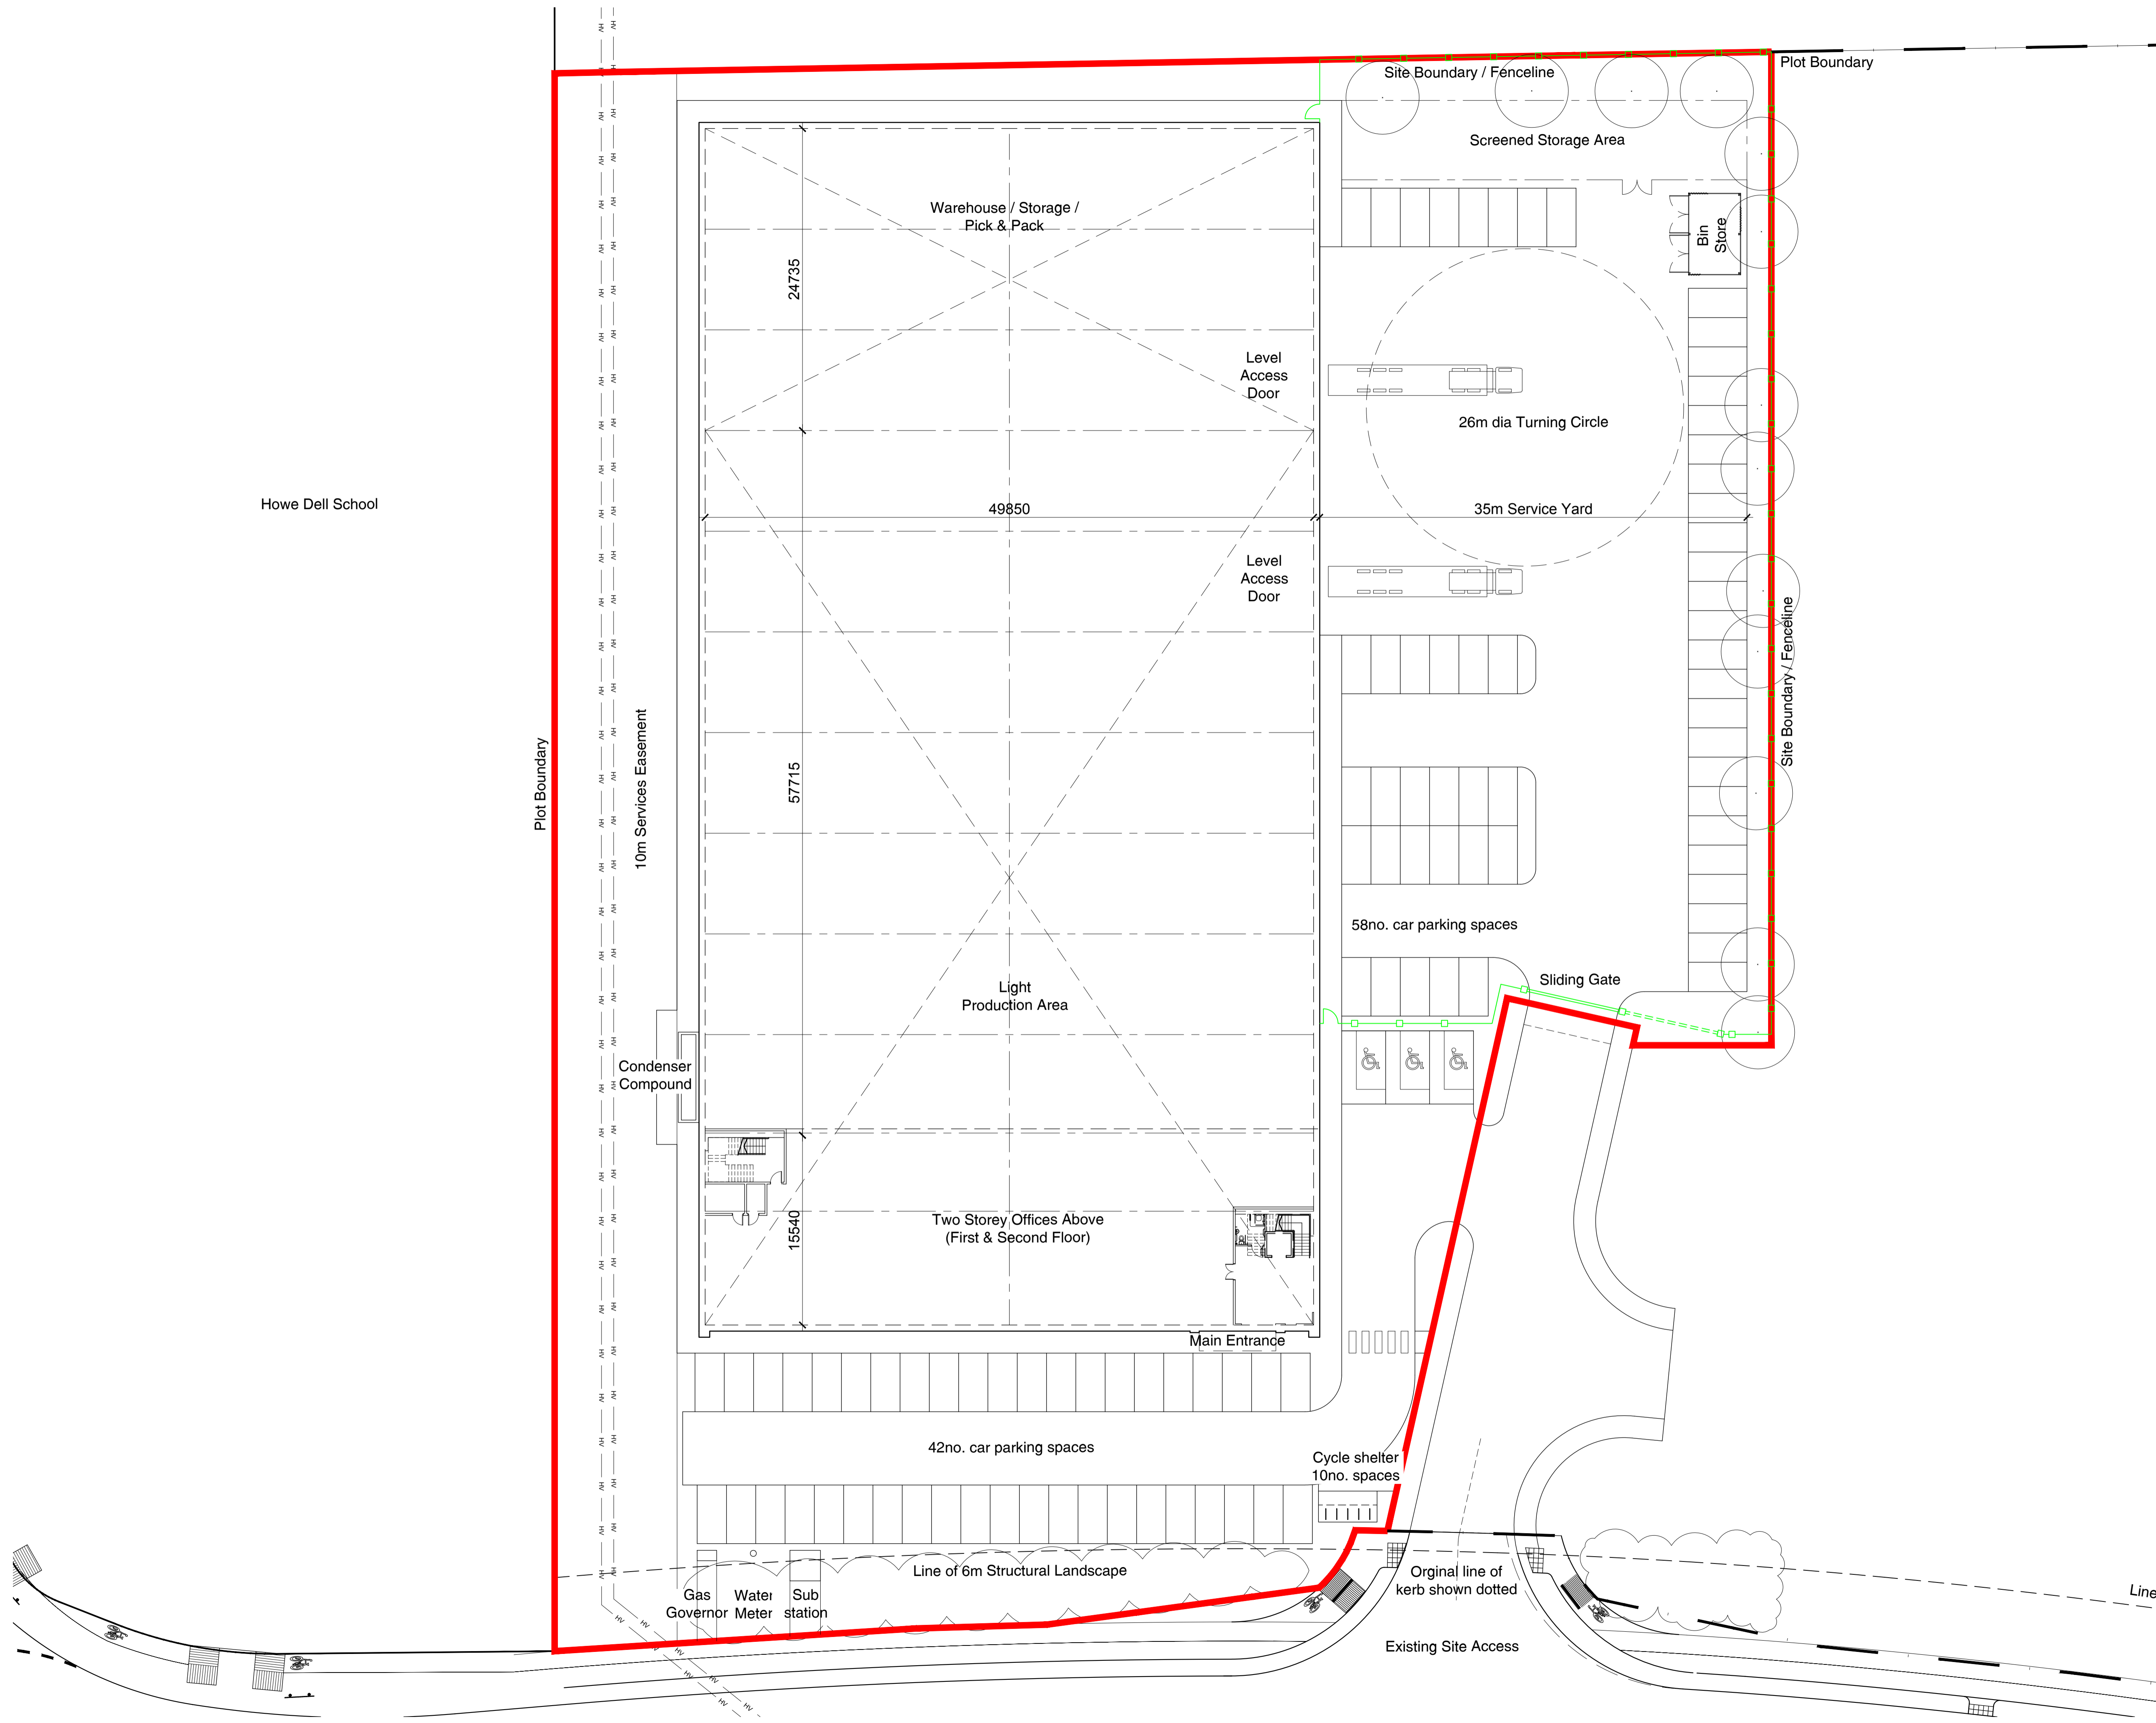 Plot Boundary
Site Boundary / Fenceline
Screened Storage Area
Warehouse / Storage /
Pick & Pack
Bin
Store
24735
Level
Access
Door
26m dia Turning Circle
Howe Dell School
49850
35m Service Yard
Level
Access
Door
Site Boundary / Fenceline
Plot Boundary
10m Services Easement
57715
58no. car parking spaces
Sliding Gate
Light
Production Area
Condenser
Compound
Two Storey Offices Above
(First & Second Floor)
15540
Main Entrance
42no. car parking spaces
Cycle shelter
10no. spaces
Line of 6m Structural Landscape
Gas
Governor
Water
Meter
Sub
station
Orginal line of
kerb shown dotted
Existing Site Access
Line
HV
HV